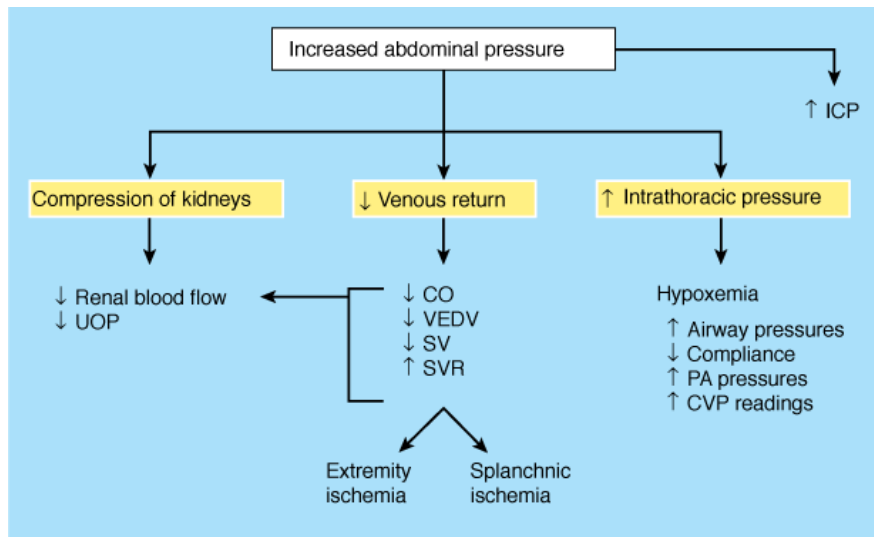 Increased abdominal pressure
↑ ICP
Compression of kidneys
↓ Venous return
↑ Intrathoracic pressure
↓ Renal blood flow
↓ UOP
↓ CO
↓ VEDV
↓ SV
↑ SVR
Hypoxemia
↑ Airway pressures
↓ Compliance
↑ PA pressures
↑ CVP readings
Extremity
ischemia
Splanchnic
ischemia